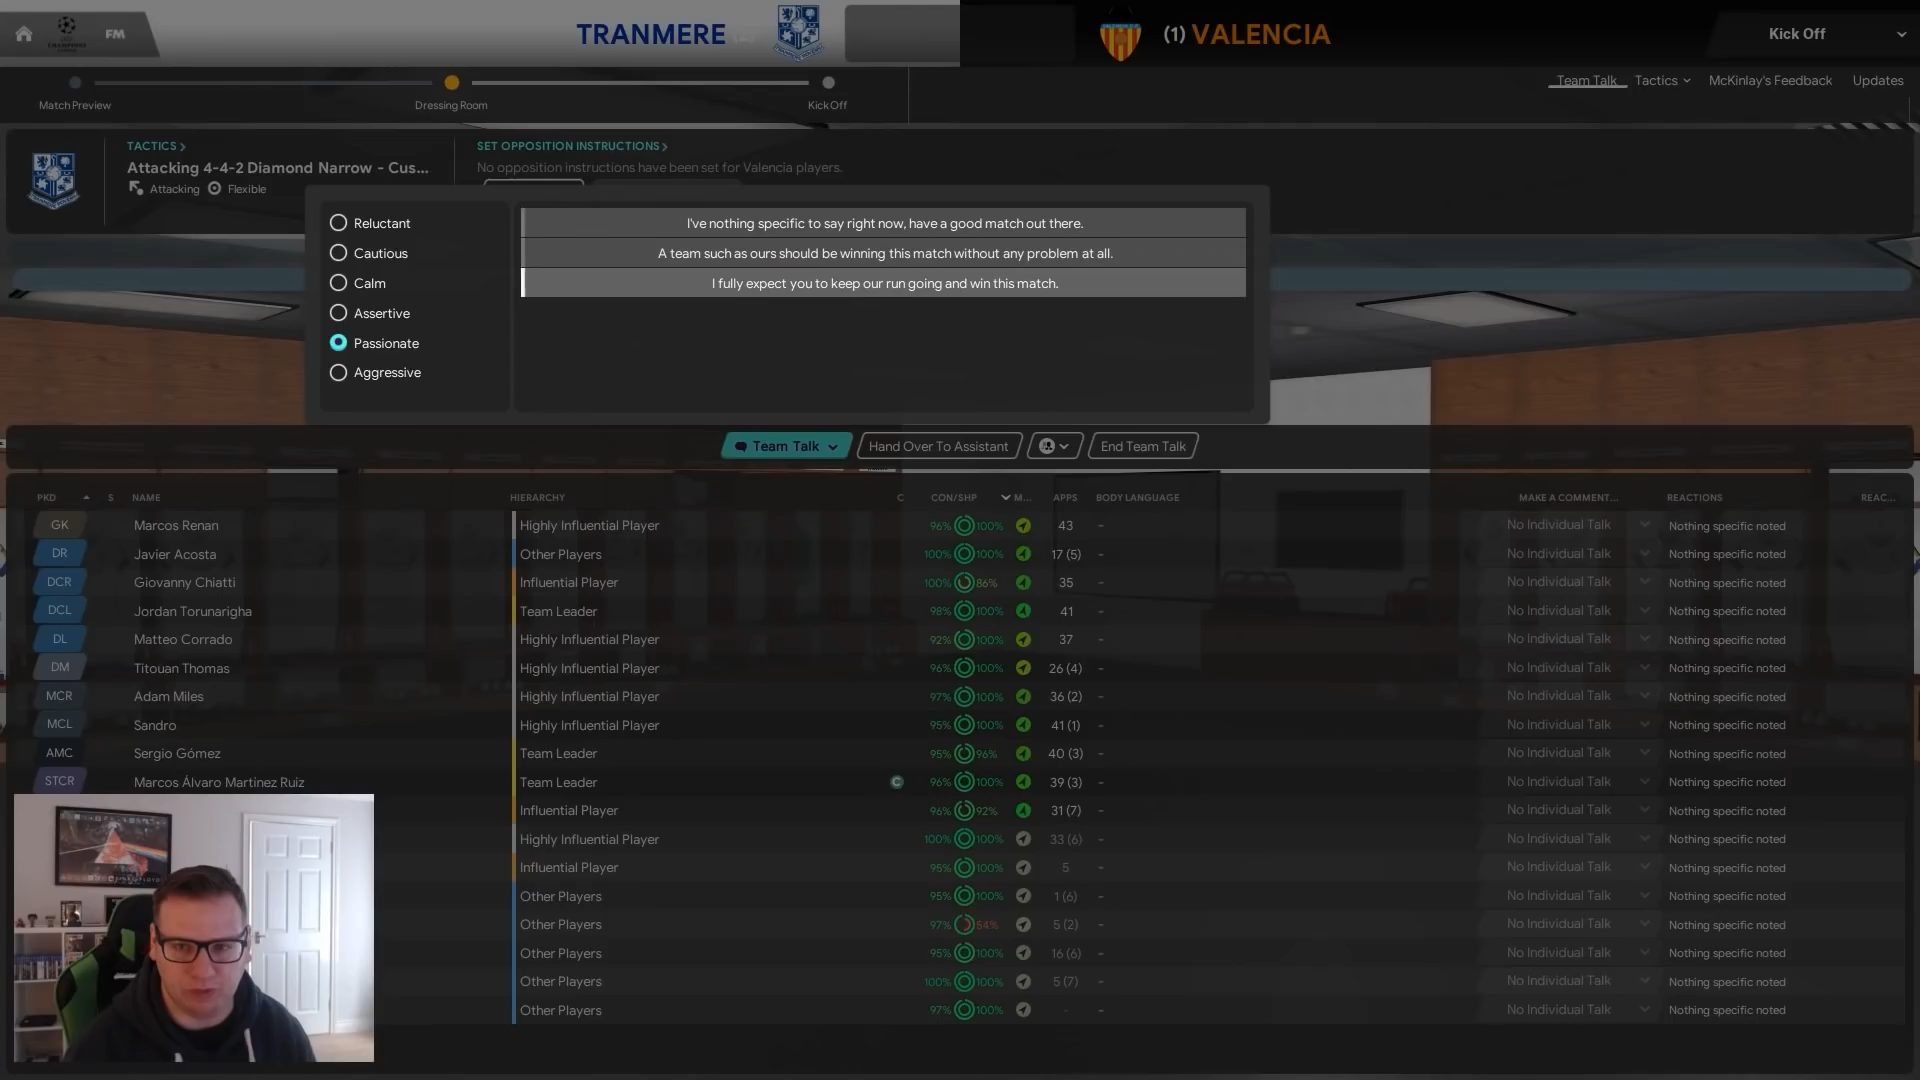 FM
TRANMERE
(1) VALENCIA
Kick Off
Match Preview
Dressing Room
Kick Off
Team Talk
Tactics
McKinlay's Feedback
Updates
TACTICS
Attacking 4-4-2 Diamond Narrow - Cus...
Attacking
Flexible
SET OPPOSITION INSTRUCTIONS
No opposition instructions have been set for Valencia players.
Reluctant
Cautious
Calm
Assertive
Passionate
Aggressive
I've nothing specific to say right now, have a good match out there.
A team such as ours should be winning this match without any problem at all.
I fully expect you to keep our run going and win this match.
Team Talk
Hand Over To Assistant
End Team Talk
PKD S NAME HIERARCHY C CON/SHP M... APPS BODY LANGUAGE MAKE A COMMENT... REACTIONS REAC...
GK Marcos Renan Highly Influential Player 96% 100% 43 - No Individual Talk Nothing specific noted
DR Javier Acosta Other Players 100% 100% 17 (5) - No Individual Talk Nothing specific noted
DCR Giovanny Chiatti Influential Player 100% 86% 35 - No Individual Talk Nothing specific noted
DCL Jordan Torunarigha Team Leader 98% 100% 41 - No Individual Talk Nothing specific noted
DL Matteo Corrado Highly Influential Player 92% 100% 37 - No Individual Talk Nothing specific noted
DM Titouan Thomas Highly Influential Player 96% 100% 26 (4) - No Individual Talk Nothing specific noted
MCR Adam Miles Highly Influential Player 97% 100% 36 (2) - No Individual Talk Nothing specific noted
MCL Sandro Highly Influential Player 95% 100% 41 (1) - No Individual Talk Nothing specific noted
AMC Sergio Gómez Team Leader 95% 96% 40 (3) - No Individual Talk Nothing specific noted
STCR Marcos Álvaro Martínez Ruiz Team Leader C 96% 100% 39 (3) - No Individual Talk Nothing specific noted
Influential Player 96% 92% 31 (7) - No Individual Talk Nothing specific noted
Highly Influential Player 100% 100% 33 (6) - No Individual Talk Nothing specific noted
Influential Player 95% 100% 5 - No Individual Talk Nothing specific noted
Other Players 95% 100% 1 (6) - No Individual Talk Nothing specific noted
Other Players 97% 54% 5 (2) - No Individual Talk Nothing specific noted
Other Players 95% 100% 16 (6) - No Individual Talk Nothing specific noted
Other Players 100% 100% 5 (7) - No Individual Talk Nothing specific noted
Other Players 97% 100% - - No Individual Talk Nothing specific noted